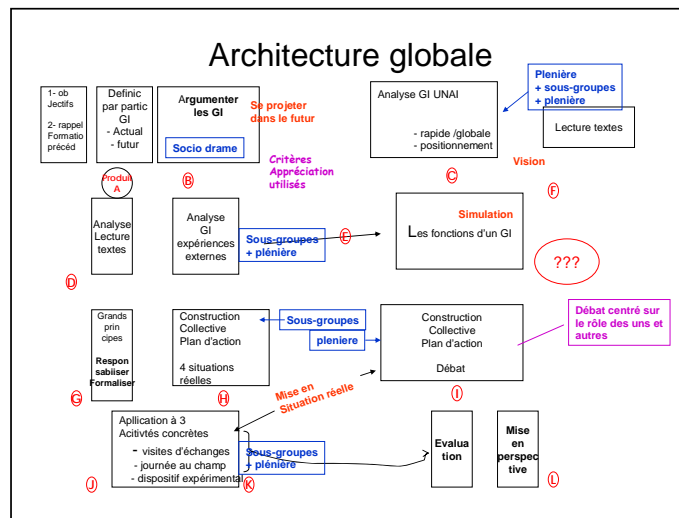 Architecture globale
1- ob
Jectifs
2- rappel
Formatio
précéd
Definic
par partic
GI
- Actual
- futur
Argumenter
les GI
Socio drame
Se projeter
dans le futur
Analyse GI UNAI
- rapide /globale
- positionnement
Plenière
+ sous-groupes
+ plenière
Lecture textes
Produit
A
B
Critères
Appréciation
utilisés
C
Vision
F
Analyse
Lecture
textes
D
Analyse
GI
expériences
externes
Sous-groupes
+ plénière
E
Simulation
Les fonctions d'un GI
???
Grands
prin
cipes
Respon
sabiiser
Formaliser
G
Construction
Collective
Plan d'action
4 situations
réelles
H
Sous-groupes
pleniere
Construction
Collective
Plan d'action
Débat
I
Débat centré sur
le rôle des uns et
autres
Mise en
Situation réelle
Apllication à 3
Acitivtés concrètes
- visites d'échanges
- journée au champ
- dispositif expérimental
J
Sous-groupes
+ plénière
K
Evalua
tion
Mise
en
persp
ective
L